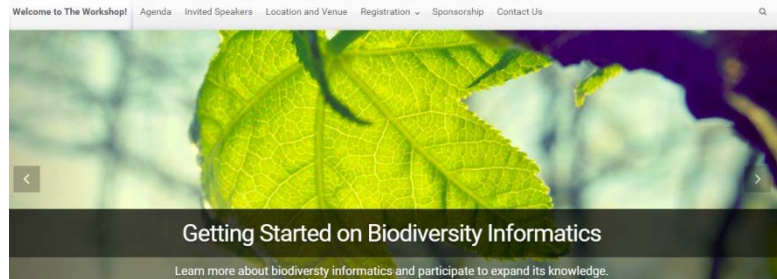 Welcome to The Workshop! Agenda Invited Speakers Location and Venue Registration Sponsorship Contact Us
Getting Started on Biodiversity Informatics
Learn more about biodiversty informatics and participate to expand its knowledge.